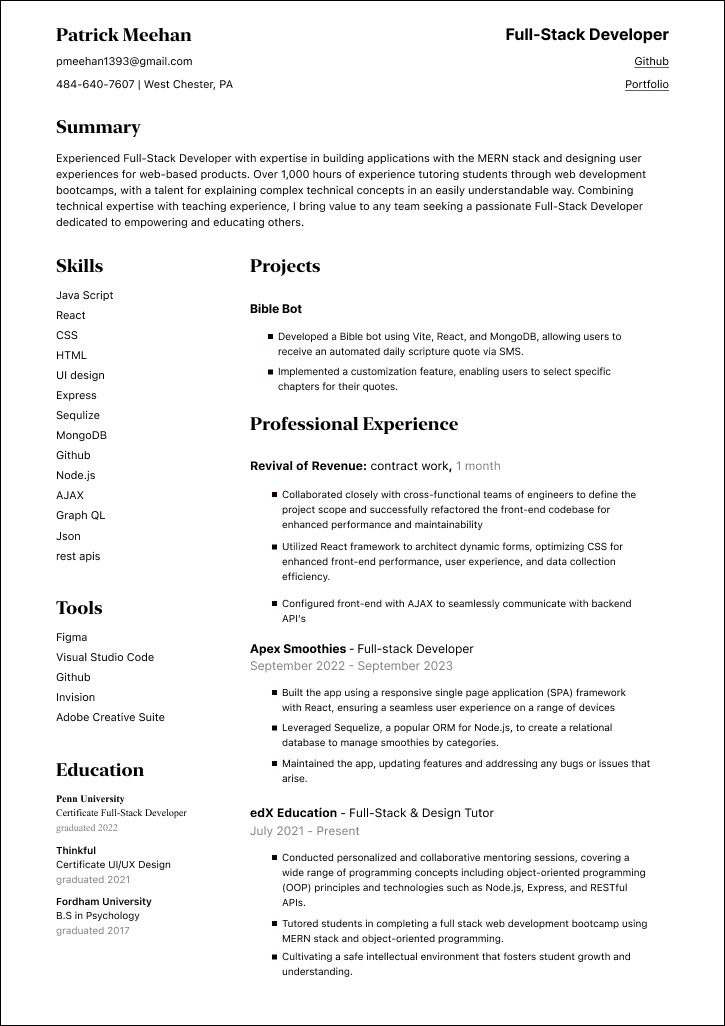 Patrick Meehan
Full-Stack Developer
pmeehan1393@gmail.com
Github
484-640-7607 | West Chester, PA
Portfolio
Summary
Experienced Full-Stack Developer with expertise in building applications with the MERN stack and designing user
experiences for web-based products. Over 1,000 hours of experience tutoring students through web development
bootcamps, with a talent for explaining complex technical concepts in an easily understandable way. Combining
technical expertise with teaching experience, I bring value to any team seeking a passionate Full-Stack Developer
dedicated to empowering and educating others.
Skills
Java Script
React
CSS
HTML
UI design
Express
Sequlize
MongoDB
Github
Node.js
AJAX
Graph QL
Json
rest apis
Tools
Figma
Visual Studio Code
Github
Invision
Adobe Creative Suite
Education
Penn University
Certificate Full-Stack Developer
graduated 2022
Thinkful
Certificate UI/UX Design
graduated 2021
Fordham University
B.S in Psychology
graduated 2017
Projects
Bible Bot
Developed a Bible bot using Vite, React, and MongoDB, allowing users to
receive an automated daily scripture quote via SMS.
Implemented a customization feature, enabling users to select specific
chapters for their quotes.
Professional Experience
Revival of Revenue: contract work, 1 month
Collaborated closely with cross-functional teams of engineers to define the
project scope and successfully refactored the front-end codebase for
enhanced performance and maintainability
Utilized React framework to architect dynamic forms, optimizing CSS for
enhanced front-end performance, user experience, and data collection
efficiency.
Configured front-end with AJAX to seamlessly communicate with backend
API's
Apex Smoothies - Full-stack Developer
September 2022 - September 2023
Built the app using a responsive single page application (SPA) framework
with React, ensuring a seamless user experience on a range of devices
Leveraged Sequelize, a popular ORM for Node.js, to create a relational
database to manage smoothies by categories.
Maintained the app, updating features and addressing any bugs or issues that
arise.
edX Education - Full-Stack & Design Tutor
July 2021 - Present
Conducted personalized and collaborative mentoring sessions, covering a
wide range of programming concepts including object-oriented programming
(OOP) principles and technologies such as Node.js, Express, and RESTful
APIs.
Tutored students in completing a full stack web development bootcamp using
MERN stack and object-oriented programming.
Cultivating a safe intellectual environment that fosters student growth and
understanding.